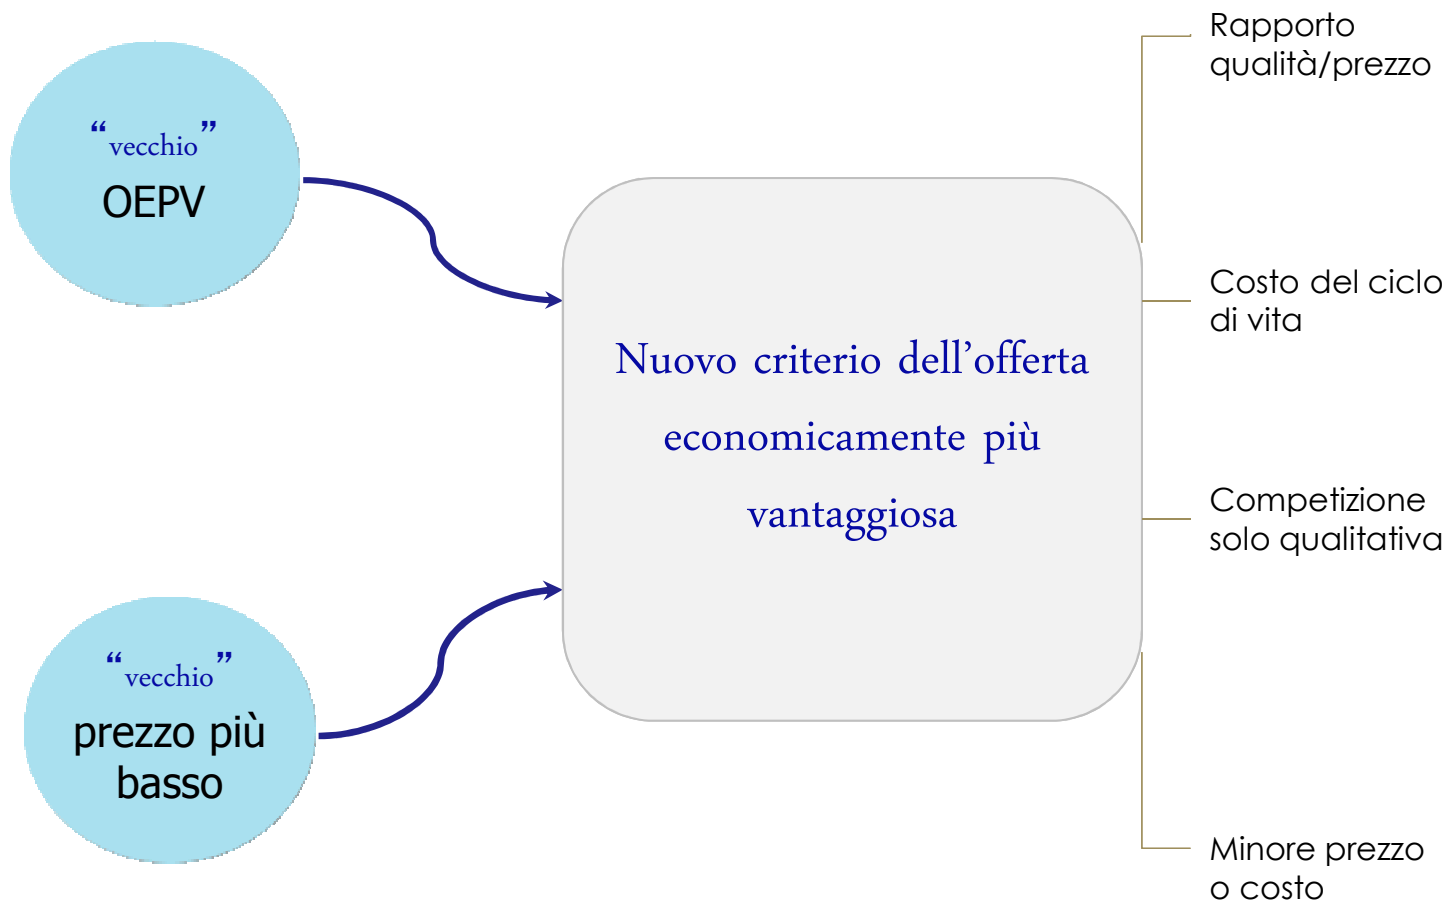 “vecchio”
OEPV
“vecchio”
prezzo più
basso
Nuovo criterio dell’offerta
economicamente più
vantaggiosa
Rapporto
qualità/prezzo
Costo del ciclo
di vita
Competizione
solo qualitativa
Minore prezzo
o costo